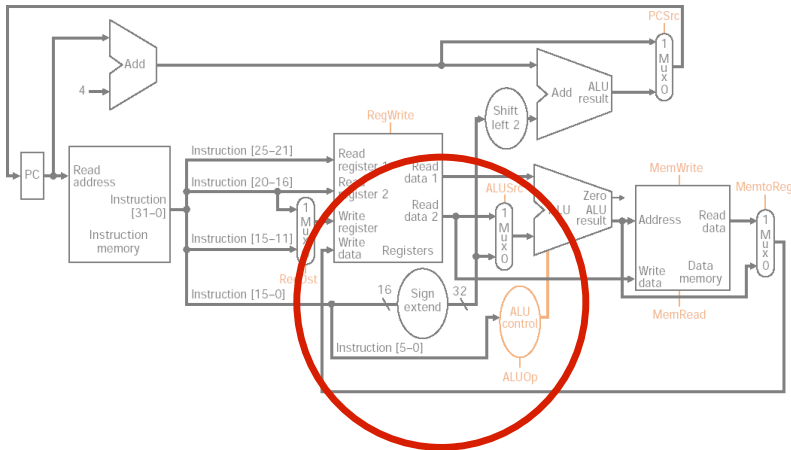 PCSrc
1
M
u
x
0
Add
4
Add
ALU
result
Shift
left 2
RegWrite
PC
Read
address
Instruction
[31–0]
Instruction
memory
Instruction [25–21]
Instruction [20–16]
Instruction [15–11]
Instruction [15–0]
1
M
u
x
0
RegDst
Read
register 1
Read
register 2
Write
register
Write
data
Read
data 1
Read
data 2
Registers
16
Sign
extend
32
Instruction [5–0]
ALUSrc
1
M
u
x
0
ALU
Zero
ALU
result
ALU
control
ALUOp
MemWrite
Address
Read
data
Write
data
Data
memory
MemRead
MemtoReg
1
M
u
x
0